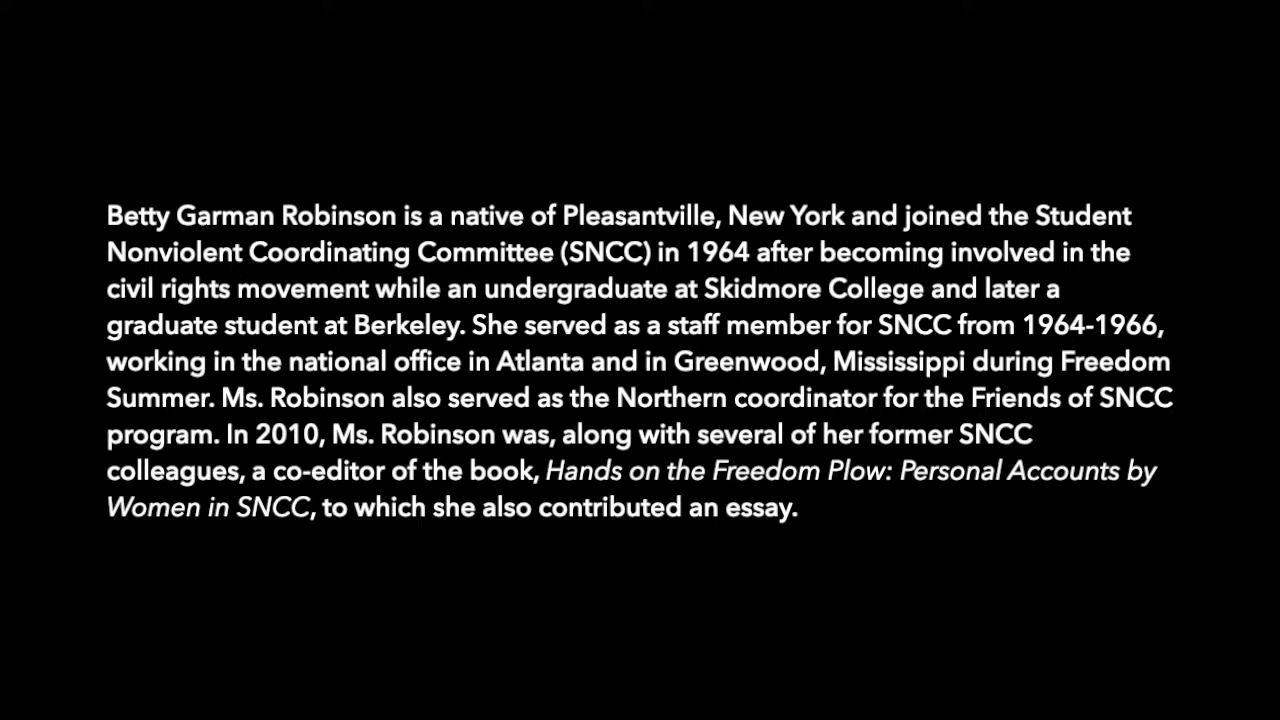 Betty Garman Robinson is a native of Pleasantville, New York and joined the Student
Nonviolent Coordinating Committee (SNCC) in 1964 after becoming involved in the
civil rights movement while an undergraduate at Skidmore College and later a
graduate student at Berkeley. She served as a staff member for SNCC from 1964-1966,
working in the national office in Atlanta and in Greenwood, Mississippi during Freedom
Summer. Ms. Robinson also served as the Northern coordinator for the Friends of SNCC
program. In 2010, Ms. Robinson was, along with several of her former SNCC
colleagues, a co-editor of the book, Hands on the Freedom Plow: Personal Accounts by
Women in SNCC, to which she also contributed an essay.